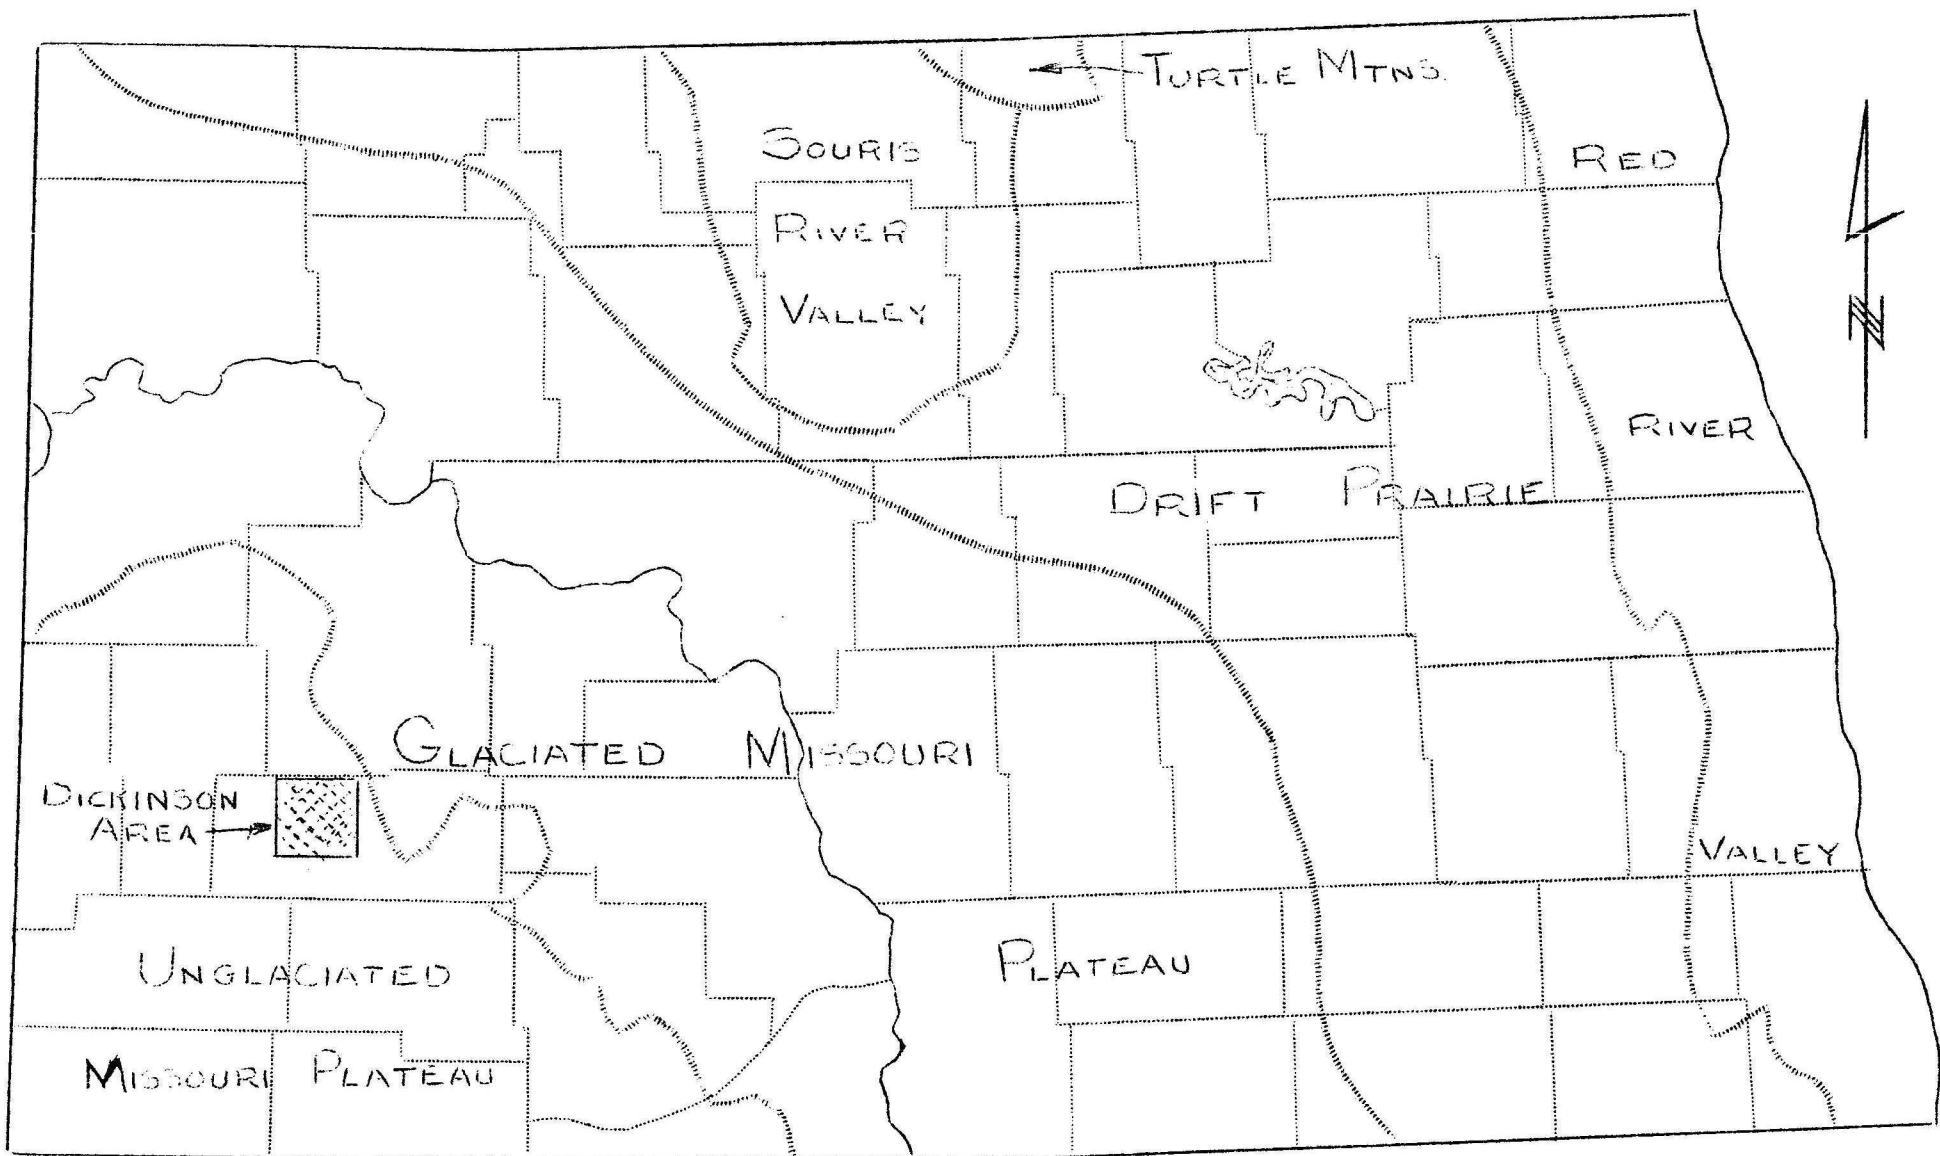 TURTLE MTNS.
SOURIS
RIVER
VALLEY
RED
RIVER
VALLEY
N
DRIFT PRAIRIE
GLACIATED MISSOURI
PLATEAU
DICKINSON
AREA
UNGLACIATED
MISSOURI PLATEAU